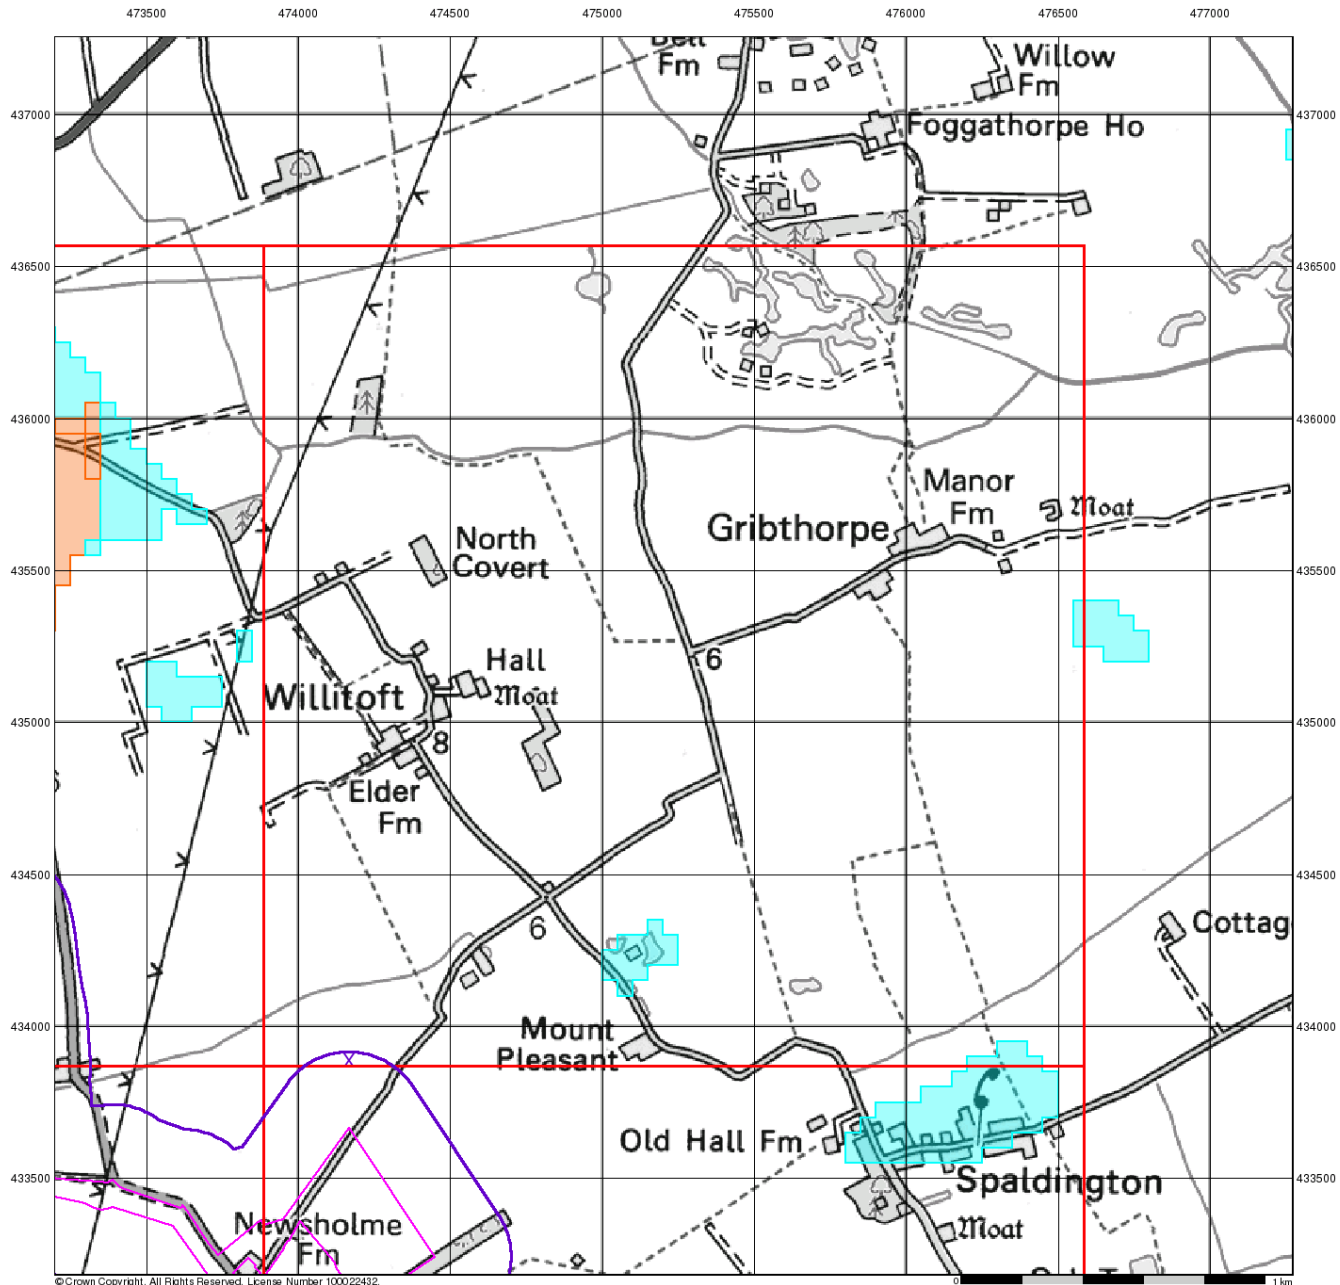 473500 474000 474500 475000 475500 476000 476500 477000
Bell
Fm
Willow
Fm
437000 437000
Foggathorpe Ho
436500 436500
436000 436000
Manor
Fm
Moat
Gribthorpe
North
Covert
435500 435500
6
Hall
Moat
Willitoft
435000 435000
8
Elder
Fm
434500 434500
6
Cottag
434000 434000
Mount
Pleasant
X
Old Hall Fm
Spaldington
433500 433500
Newsholme
Fm
Moat
© Crown Copyright. All Rights Reserved. License Number 100022432.
0 1 km